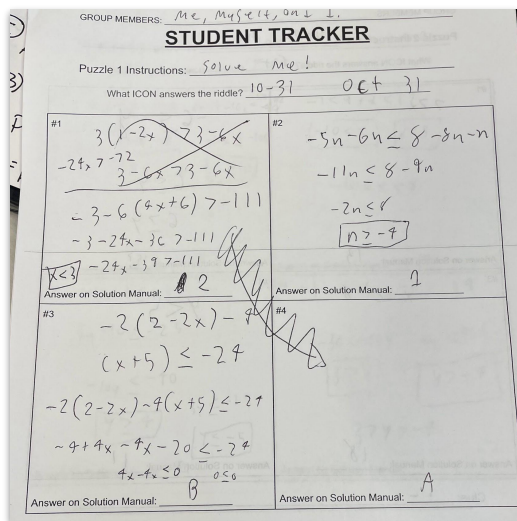 GROUP MEMBERS: Me, Myself, and I.
STUDENT TRACKER
Puzzle 1 Instructions: Solve Me!
What ICON answers the riddle? 10-31 Oct 31
#1
3(1-2x) > 3-6x
-24x > -72
3-6x > 3-6x
-3-6(4x+6) > -111
-3-24x-36 > -111
-24x-39 > -111
x<3
Answer on Solution Manual: 2
#2
-5n-6n ≤ 8-8n-n
-11n ≤ 8-9n
-2n ≤ 8
n ≥ -4
Answer on Solution Manual: 1
#3
-2(2-2x)-4
(x+5) ≤ -24
-2(2-2x)-4(x+5) ≤ -24
-4+4x-4x-20 ≤ -24
4x-4x ≤ 0 0≤0
Answer on Solution Manual: B
#4
Answer on Solution Manual: A